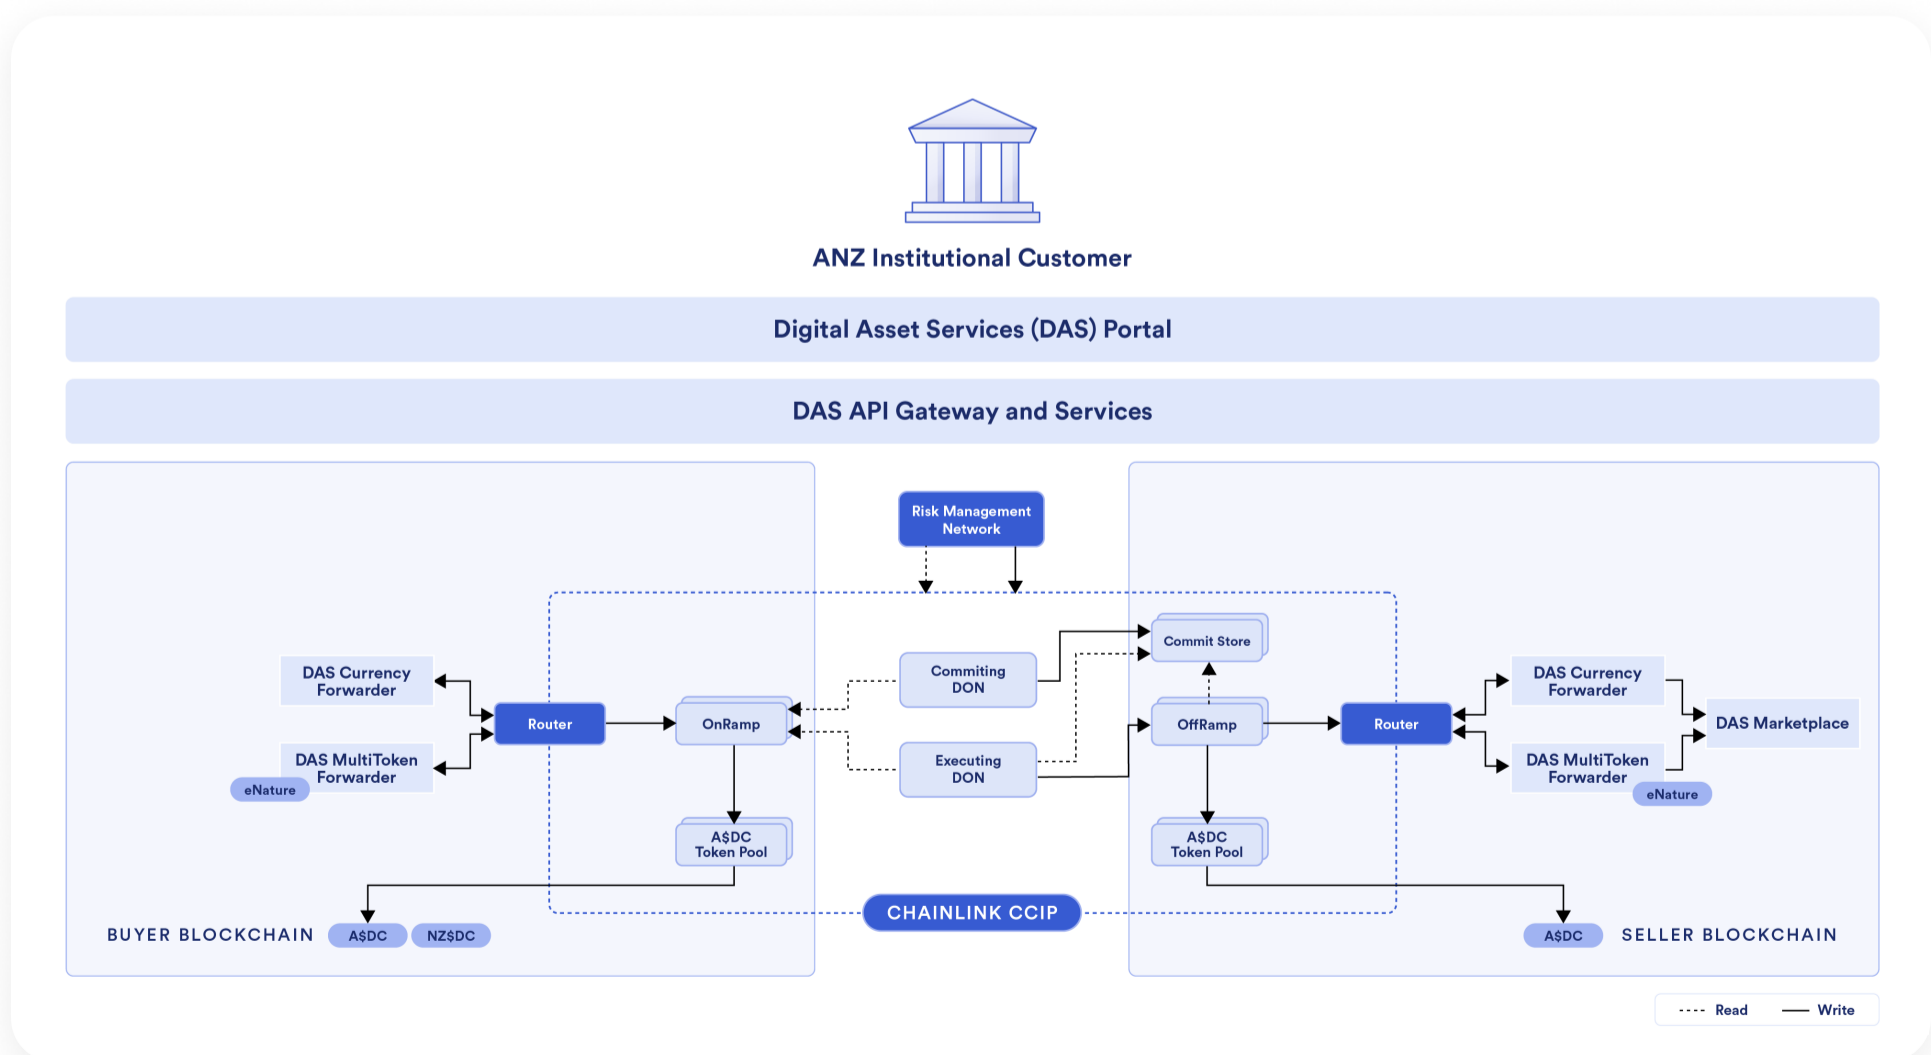 ANZ Institutional Customer
Digital Asset Services (DAS) Portal
DAS API Gateway and Services
Risk Management
Network
Commit Store
Commiting
DON
DAS Currency
Forwarder
Router
OnRamp
OffRamp
Router
DAS Currency
Forwarder
DAS Marketplace
DAS MultiToken
Forwarder
eNature
Executing
DON
DAS MultiToken
Forwarder
eNature
A$DC
Token Pool
A$DC
Token Pool
CHAINLINK CCIP
BUYER BLOCKCHAIN
A$DC
NZ$DC
A$DC
SELLER BLOCKCHAIN
Read
Write